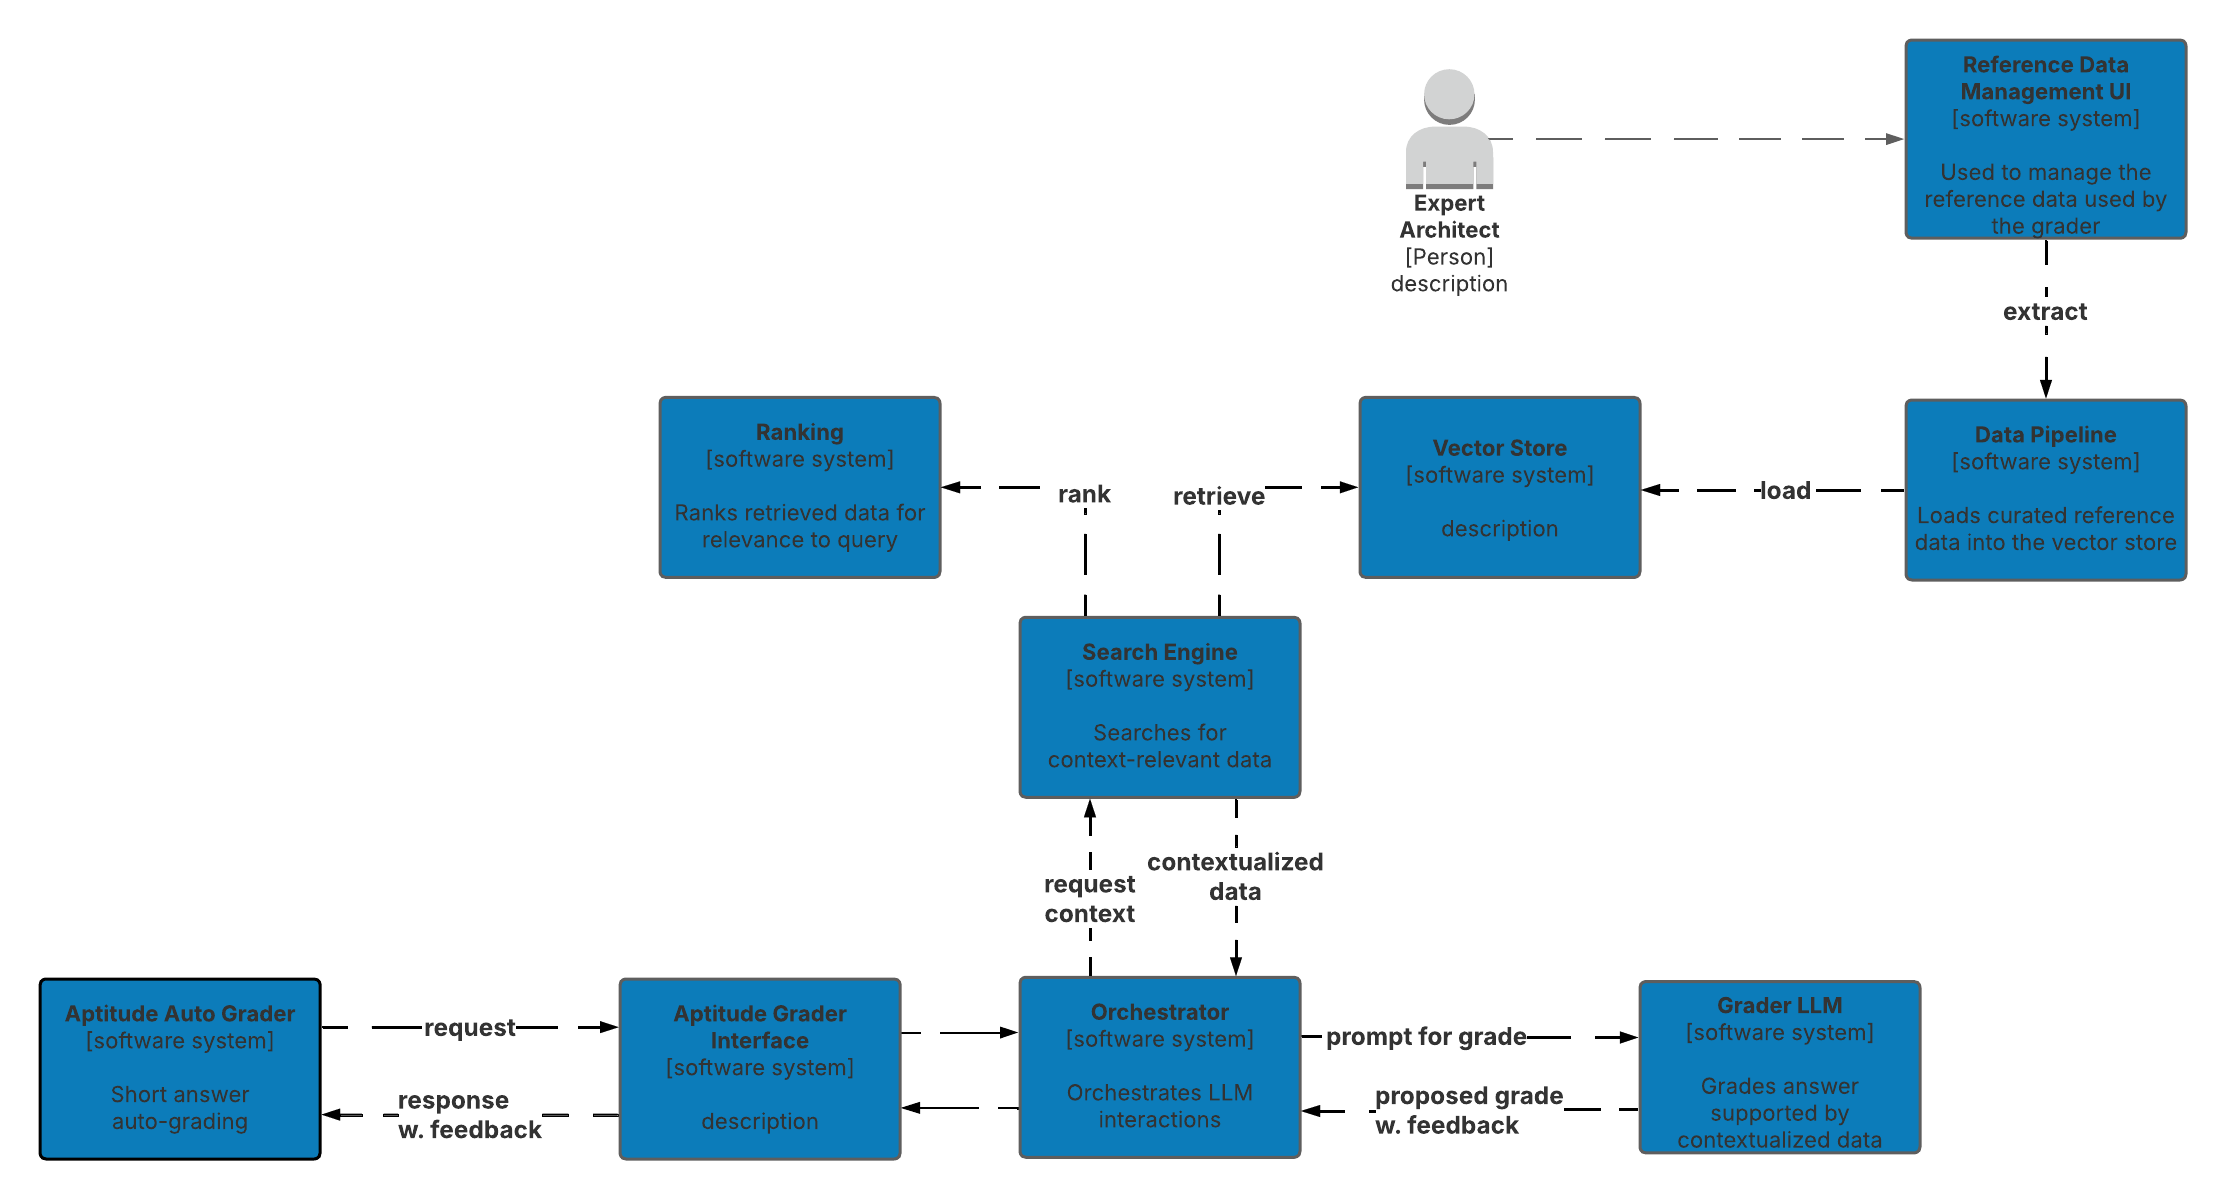 Reference Data
Management UI
[software system]
Used to manage the
reference data used by
the grader
Expert
Architect
[Person]
description
extract
Ranking
[software system]
Ranks retrieved data for
relevance to query
rank
retrieve
Vector Store
[software system]
description
load
Data Pipeline
[software system]
Loads curated reference
data into the vector store
Search Engine
[software system]
Searches for
context-relevant data
request
context
contextualized
data
Aptitude Auto Grader
[software system]
Short answer
auto-grading
request
response
w. feedback
Aptitude Grader
Interface
[software system]
description
Orchestrator
[software system]
Orchestrates LLM
interactions
prompt for grade
proposed grade
w. feedback
Grader LLM
[software system]
Grades answer
supported by
contextualized data